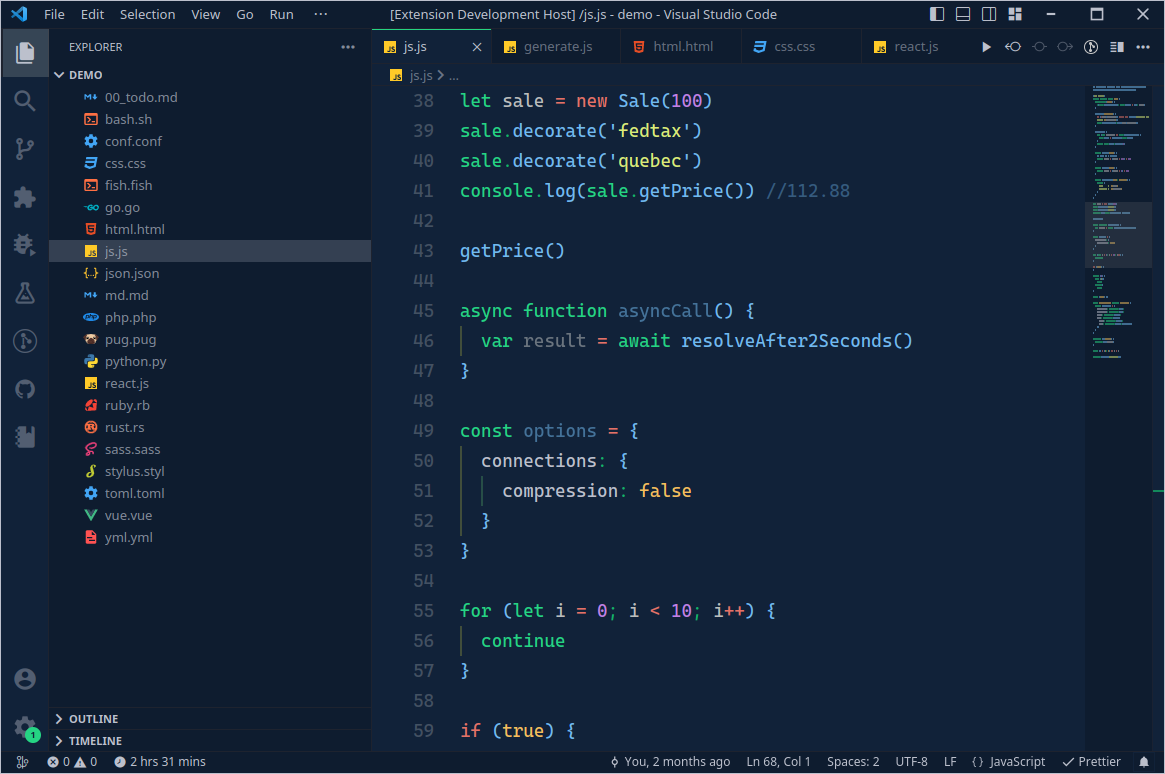 File Edit Selection View Go Run ··· [Extension Development Host] /js.js - demo - Visual Studio Code
EXPLORER
DEMO
00_todo.md
bash.sh
conf.conf
css.css
fish.fish
go.go
html.html
js.js
json.json
md.md
php.php
pug.pug
python.py
react.js
ruby.rb
rust.rs
sass.sass
stylus.styl
toml.toml
vue.vue
yml.yml
OUTLINE
TIMELINE
js.js generate.js html.html css.css react.js
js.js > ...
38 let sale = new Sale(100)
39 sale.decorate('fedtax')
40 sale.decorate('quebec')
41 console.log(sale.getPrice()) //112.88
42
43 getPrice()
44
45 async function asyncCall() {
46 var result = await resolveAfter2Seconds()
47 }
48
49 const options = {
50 connections: {
51 compression: false
52 }
53 }
54
55 for (let i = 0; i < 10; i++) {
56 continue
57 }
58
59 if (true) {
1
0 0 2 hrs 31 mins You, 2 months ago Ln 68, Col 1 Spaces: 2 UTF-8 LF {} JavaScript Prettier